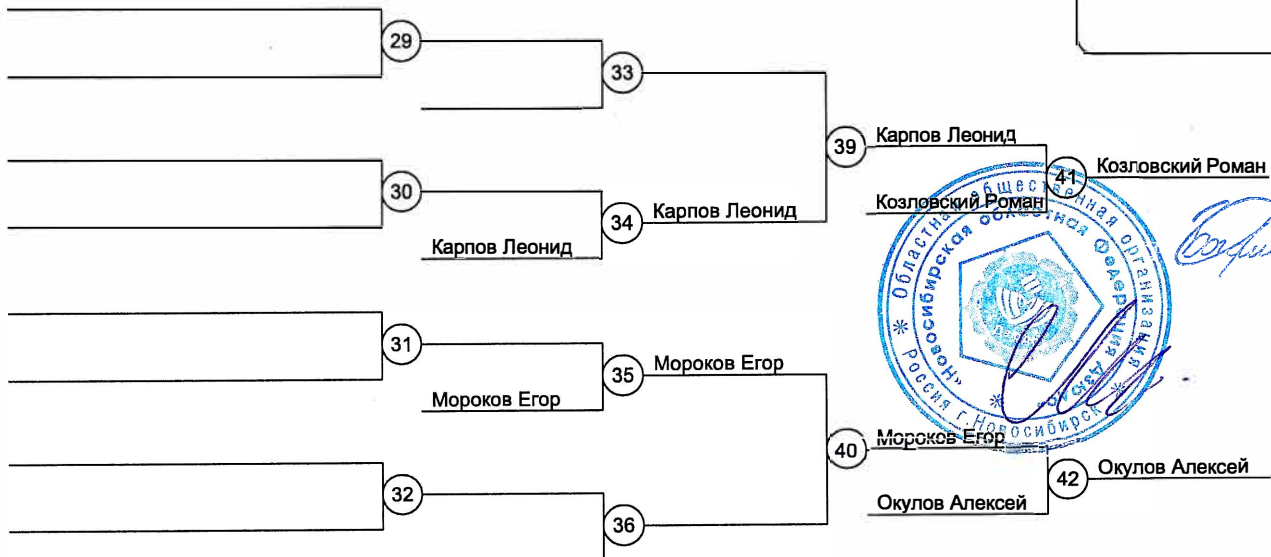 29
33
39
Карпов Леонид
41
Козловский Роман
30
Козловский Роман
34
Карпов Леонид
Карпов Леонид
31
35
Мороков Егор
Мороков Егор
40
Мороков Егор
42
Окулов Алексей
32
Окулов Алексей
36
Областная общественная организация
«Новосибирская областная Федерация Дзюдо»
Россия г. Новосибирск